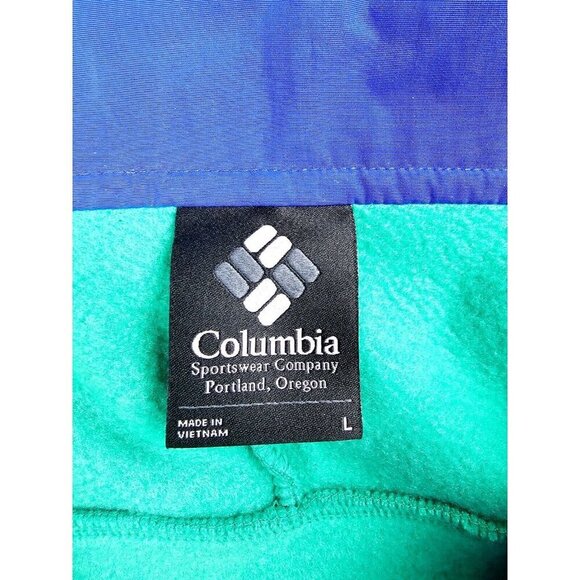 Columbia
Sportswear Company
Portland, Oregon
MADE IN
VIETNAM
L